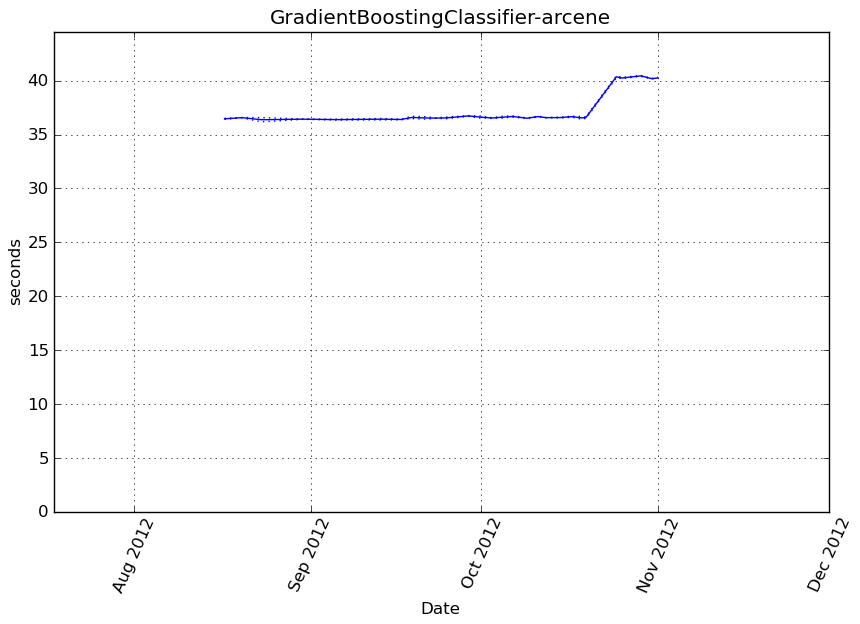 GradientBoostingClassifier-arcene
40
35
30
25
20
15
10
5
0
seconds
Aug 2012
Sep 2012
Oct 2012
Nov 2012
Dec 2012
Date